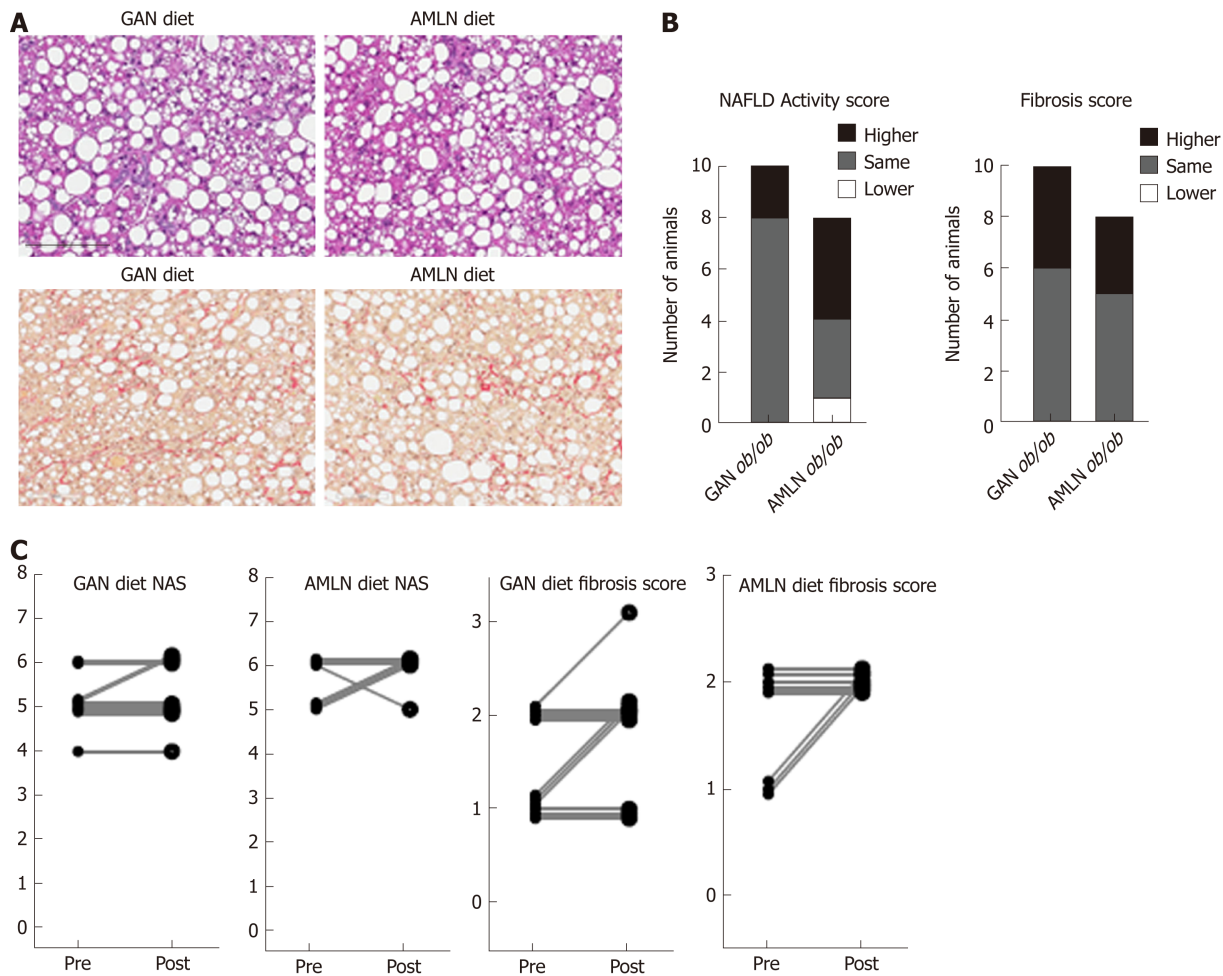 A
GAN diet
AMLN diet
GAN diet
AMLN diet
B
NAFLD Activity score
Higher
Same
Lower
Number of animals
10
8
6
4
2
0
GAN ob/ob
AMLN ob/ob
Fibrosis score
Higher
Same
Lower
Number of animals
10
8
6
4
2
0
GAN ob/ob
AMLN ob/ob
C
GAN diet NAS
8
7
6
5
4
3
2
1
0
Pre
Post
AMLN diet NAS
8
7
6
5
4
3
2
1
0
Pre
Post
GAN diet fibrosis score
3
2
1
0
Pre
Post
AMLN diet fibrosis score
3
2
1
0
Pre
Post